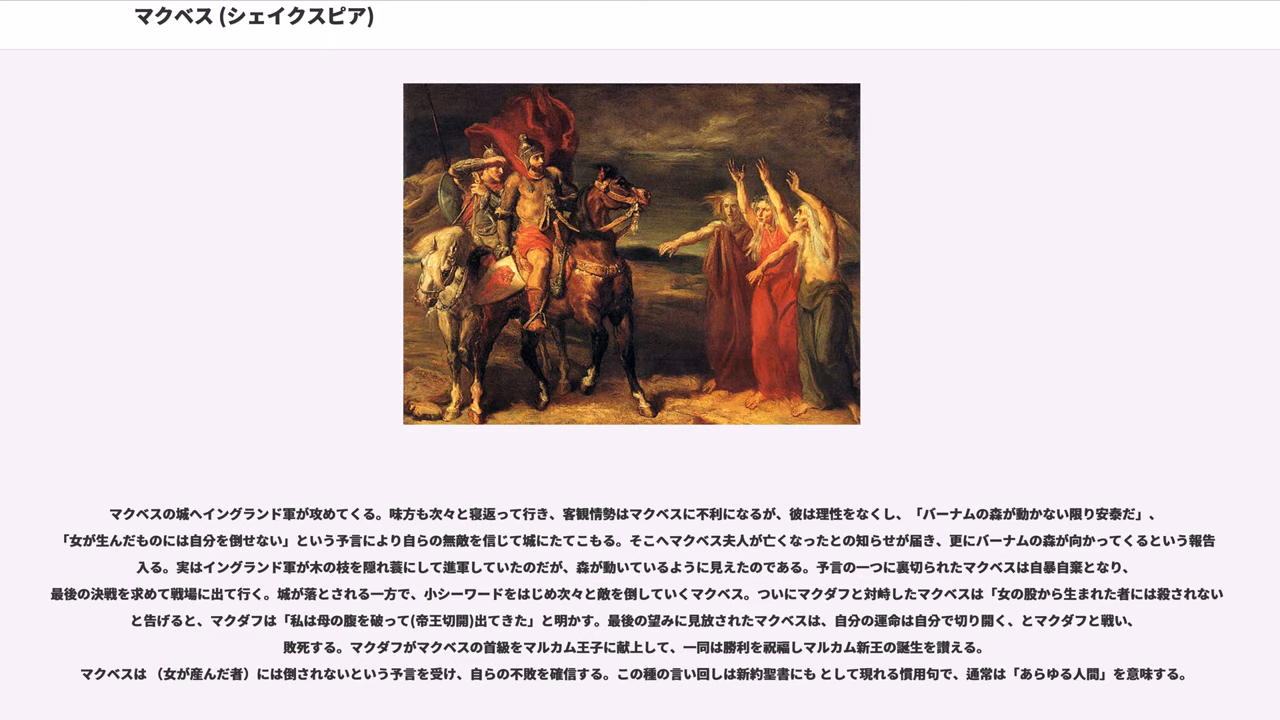 マクベス (シェイクスピア)
マクベスの城へイングランド軍が攻めてくる。味方も次々と寝返って行き、客観情勢はマクベスに不利になるが、彼は理性をなくし、「バーナムの森が動かない限り安泰だ」、
「女が生んだものには自分を倒せない」という予言により自らの無敵を信じて城にたてこもる。そこへマクベス夫人が亡くなったとの知らせが届き、更にバーナムの森が向かってくるという報告
入る。実はイングランド軍が木の枝を隠れ蓑にして進軍していたのだが、森が動いているように見えたのである。予言の一つに裏切られたマクベスは自暴自棄となり、
最後の決戦を求めて戦場に出て行く。城が落とされる一方で、小シーワードをはじめ次々と敵を倒していくマクベス。ついにマクダフと対峙したマクベスは「女の股から生まれた者には殺されない
と告げると、マクダフは「私は母の腹を破って(帝王切開)出てきた」と明かす。最後の望みに見放されたマクベスは、自分の運命は自分で切り開く、とマクダフと戦い、
敗死する。マクダフがマクベスの首級をマルカム王子に献上して、一同は勝利を祝福しマルカム新王の誕生を讃える。
マクベスは （女が産んだ者）には倒されないという予言を受け、自らの不敗を確信する。この種の言い回しは新約聖書にも として現れる慣用句で、通常は「あらゆる人間」を意味する。